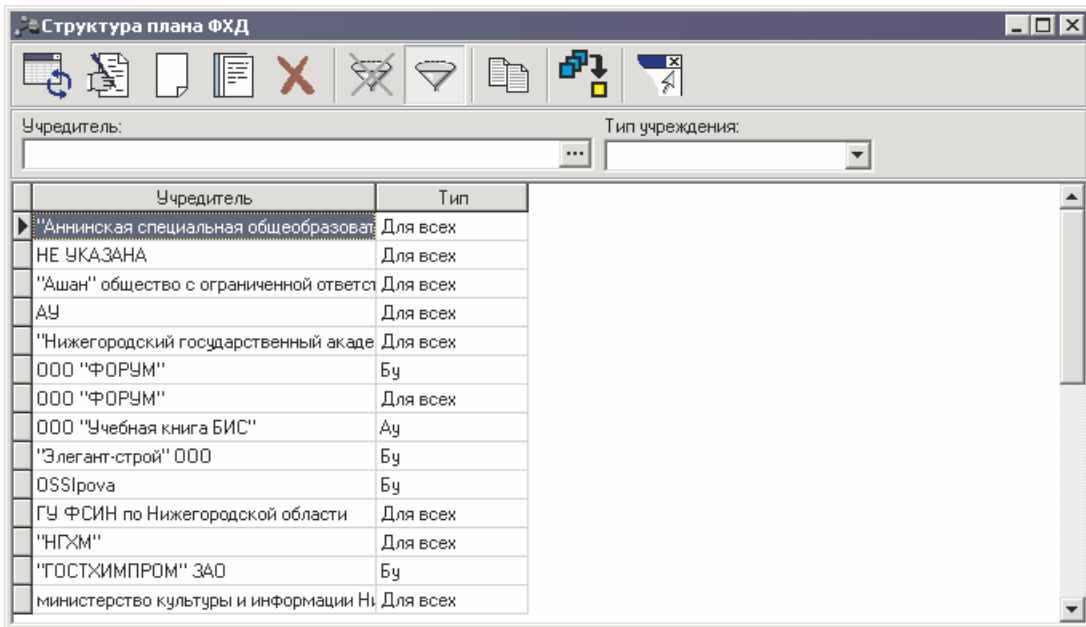 Структура плана ФХД
Учредитель:
Тип учреждения:
Учредитель Тип
"Аннинская специальная общеобразоват Для всех
НЕ УКАЗАНА Для всех
"Ашан" общество с ограниченной ответст Для всех
АУ Для всех
"Нижегородский государственный акаде Для всех
ООО "ФОРУМ" Бу
ООО "ФОРУМ" Для всех
ООО "Учебная книга БИС" Ау
"Элегант-строй" ООО Бу
OSSIpova Бу
ГУ ФСИН по Нижегородской области Для всех
"НГХМ" Для всех
"ГОСТХИМПРОМ" ЗАО Бу
министерство культуры и информации Ни Для всех